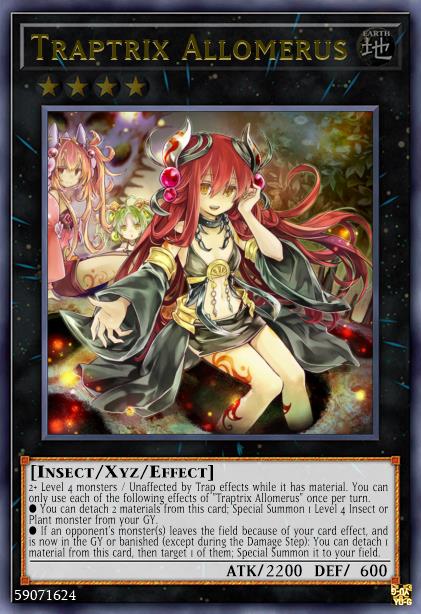 Traptrix Allomerus
EARTH
地
[Insect/Xyz/Effect]
2+ Level 4 monsters / Unaffected by Trap effects while it has material. You can
only use each of the following effects of "Traptrix Allomerus" once per turn.
● You can detach 2 materials from this card; Special Summon 1 Level 4 Insect or
Plant monster from your GY.
● If an opponent's monster(s) leaves the field because of your card effect, and
is now in the GY or banished (except during the Damage Step): You can detach 1
material from this card, then target 1 of them; Special Summon it to your field.
ATK/2200 DEF/ 600
59071624